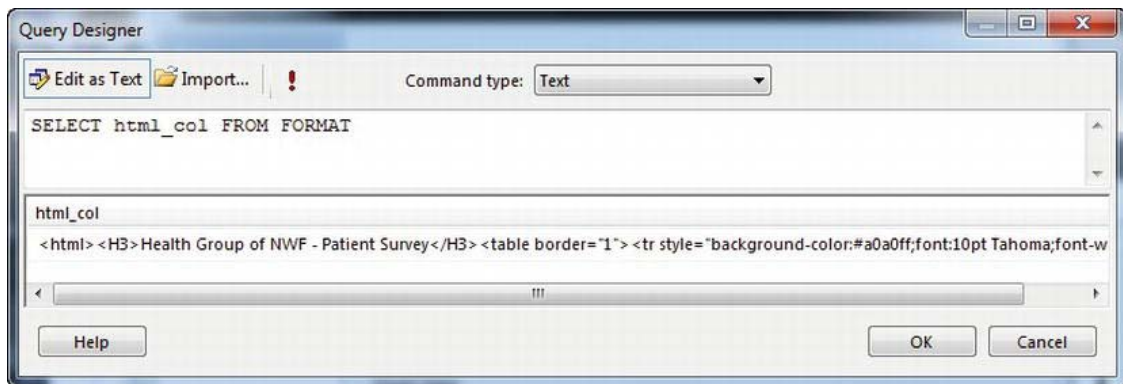 Query Designer
Edit as Text Import... ! Command type: Text
SELECT html_col FROM FORMAT
html_col
<html><H3>Health Group of NWF - Patient Survey</H3><table border="1"><tr style="background-color:#a0a0ff;font:10pt Tahoma;font-w
Help OK Cancel